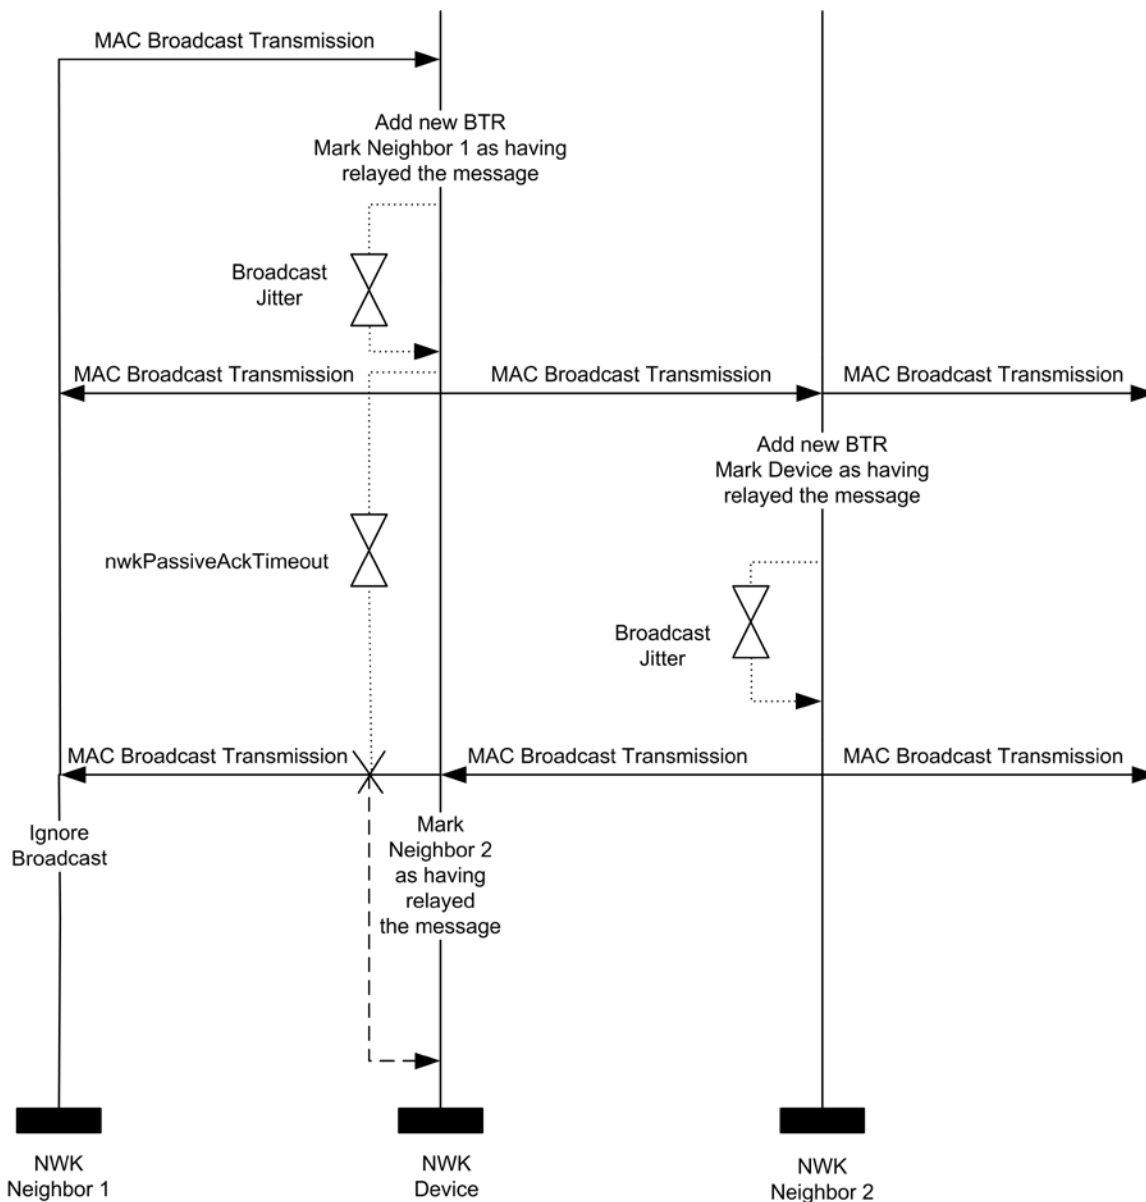 MAC Broadcast Transmission
Add new BTR
Mark Neighbor 1 as having
relayed the message
Broadcast
Jitter
MAC Broadcast Transmission
MAC Broadcast Transmission
MAC Broadcast Transmission
Add new BTR
Mark Device as having
relayed the message
nwkPassiveAckTimeout
Broadcast
Jitter
MAC Broadcast Transmission
MAC Broadcast Transmission
MAC Broadcast Transmission
Ignore
Broadcast
Mark
Neighbor 2
as having
relayed
the message
NWK
Neighbor 1
NWK
Device
NWK
Neighbor 2